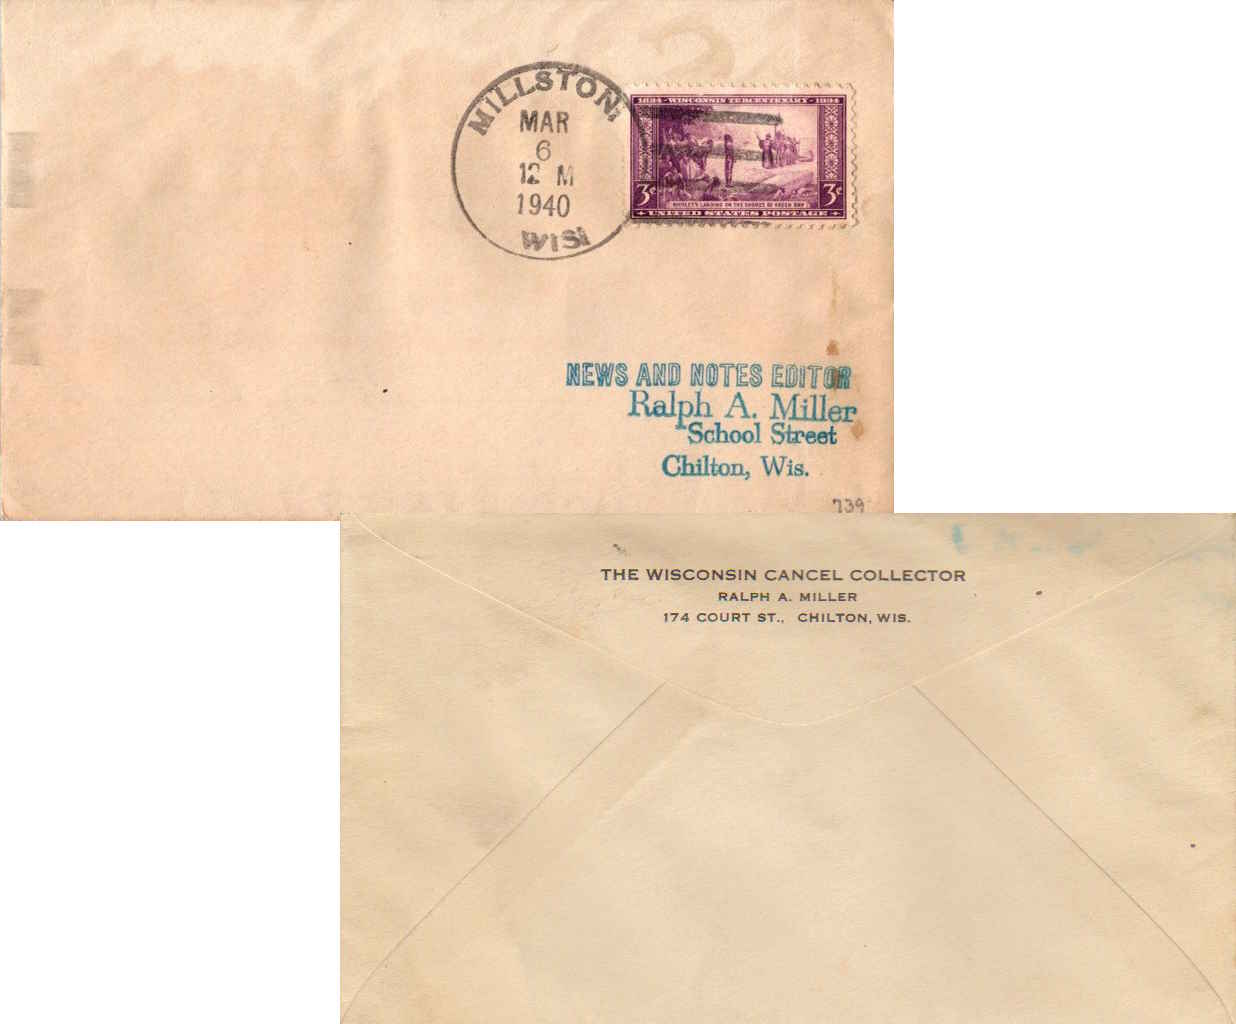 MILLSTON
MAR
6
12 M
1940
WIS
1634 - WISCONSIN TERCENTENARY - 1934
3¢ 3¢
NICOLET'S LANDING ON THE SHORES OF GREEN BAY
UNITED STATES POSTAGE
NEWS AND NOTES EDITOR
Ralph A. Miller
School Street
Chilton, Wis.
739
THE WISCONSIN CANCEL COLLECTOR
RALPH A. MILLER
174 COURT ST., CHILTON, WIS.